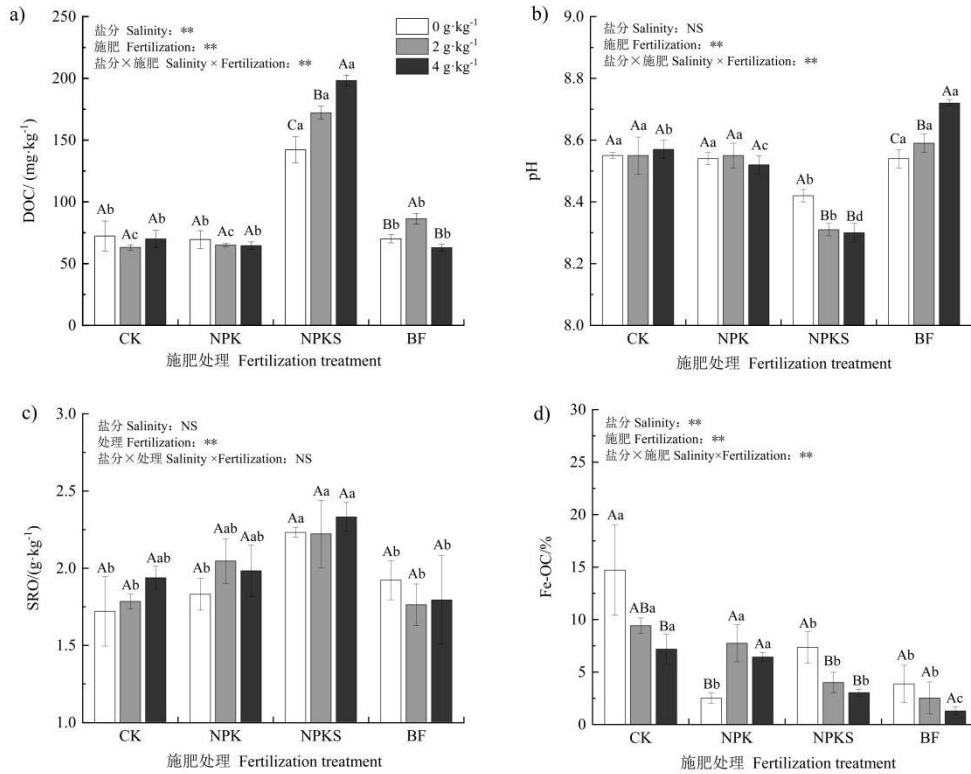 a)
盐分 Salinity: **
施肥 Fertilization: **
盐分×施肥 Salinity × Fertilization: **
0 g·kg⁻¹
2 g·kg⁻¹
4 g·kg⁻¹
DOC/ (mg·kg⁻¹)
250
200
150
100
50
0
Ab Ac Ab
Ab Ac Ab
Ca Ba Aa
Bb Ab Bb
CK NPK NPKS BF
施肥处理 Fertilization treatment
b)
盐分 Salinity: NS
施肥 Fertilization: **
盐分×施肥 Salinity × Fertilization: **
pH
9.0
8.8
8.6
8.4
8.2
8.0
Aa Aa Ab
Aa Aa Ac
Ab Bb Bd
Ca Ba Aa
CK NPK NPKS BF
施肥处理 Fertilization treatment
c)
盐分 Salinity: NS
处理 Fertilization: **
盐分×处理 Salinity ×Fertilization: NS
SRO/(g·kg⁻¹)
3.0
2.5
2.0
1.5
1.0
Ab Ab Aab
Ab Aab Aab
Aa Aa Aa
Ab Ab Ab
CK NPK NPKS BF
施肥处理 Fertilization treatment
d)
盐分 Salinity: **
施肥 Fertilization: **
盐分×施肥 Salinity×Fertilization: **
Fe-OC/%
30
25
20
15
10
5
0
Aa ABa Ba
Bb Aa Aa
Ab Bb Bb
Ab Ab Ac
CK NPK NPKS BF
施肥处理 Fertilization treatment